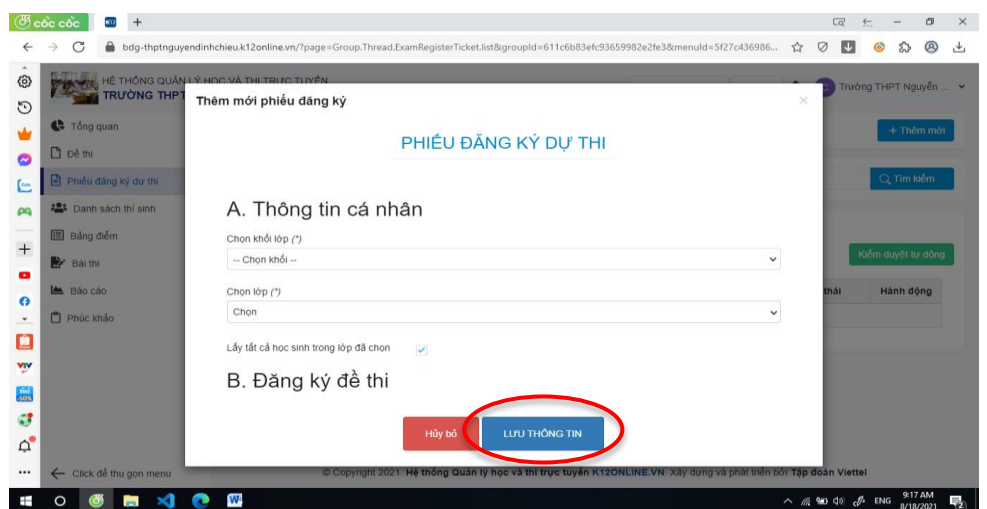 cốc cốc
K12
bdg-thptnguyendinhchieu.k12online.vn/?page=Group.Thread.ExamRegisterTicket.list&groupId=611c6b83efc93659982e2fe3&menuId=5f27c436986...
HỆ THỐNG QUẢN LÝ HỌC VÀ THI TRỰC TUYẾN
TRƯỜNG THPT
Trường THPT Nguyễn ...
Thêm mới phiếu đăng ký
PHIẾU ĐĂNG KÝ DỰ THI
Tổng quan
+ Thêm mới
Đề thi
Phiếu đăng ký dự thi
Tìm kiếm
Danh sách thí sinh
A. Thông tin cá nhân
Bảng điểm
Chọn khối lớp (*)
-- Chọn khối --
Kiểm duyệt tự động
Bài thi
Báo cáo
Chọn lớp (*)
thái
Hành động
Chọn
Phúc khảo
Lấy tất cả học sinh trong lớp đã chọn
B. Đăng ký đề thi
Hủy bỏ
LƯU THÔNG TIN
Click để thu gọn menu
© Copyright 2021. Hệ thống Quản lý học và thi trực tuyến K12ONLINE.VN. Xây dựng và phát triển bởi Tập đoàn Viettel
ENG
9:17 AM
8/18/2021